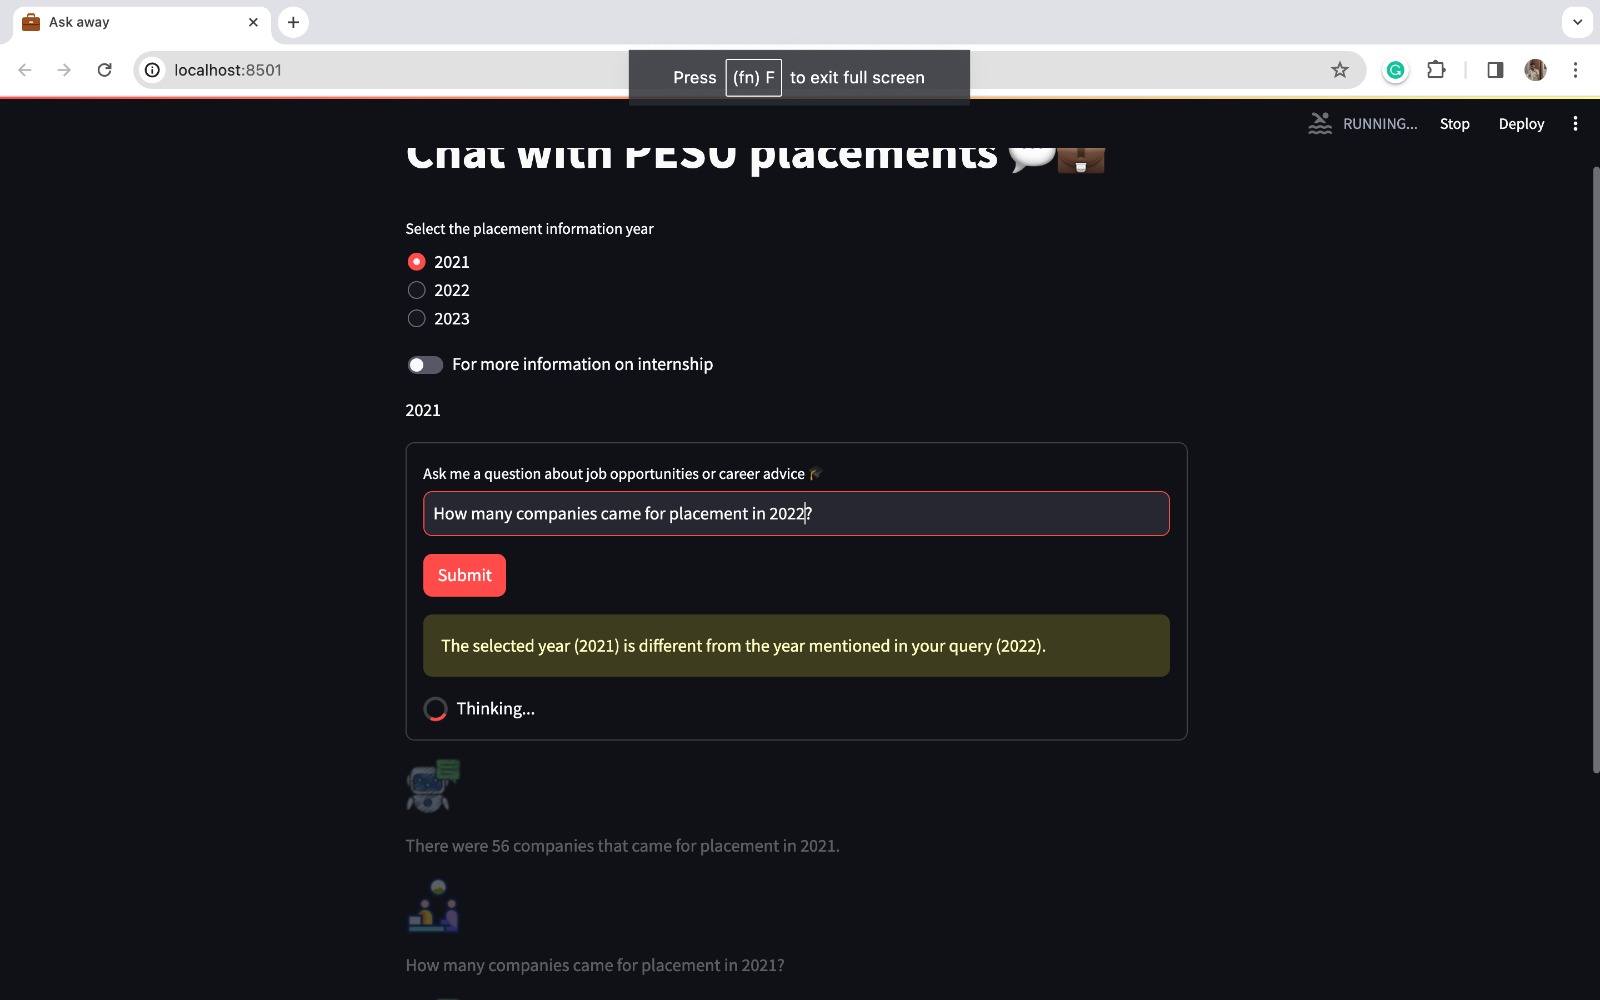 Ask away
localhost:8501
Press (fn) F to exit full screen
RUNNING...
Stop
Deploy
Chat with PESU placements
Select the placement information year
2021
2022
2023
For more information on internship
2021
Ask me a question about job opportunities or career advice
How many companies came for placement in 2022?
Submit
The selected year (2021) is different from the year mentioned in your query (2022).
Thinking...
There were 56 companies that came for placement in 2021.
How many companies came for placement in 2021?